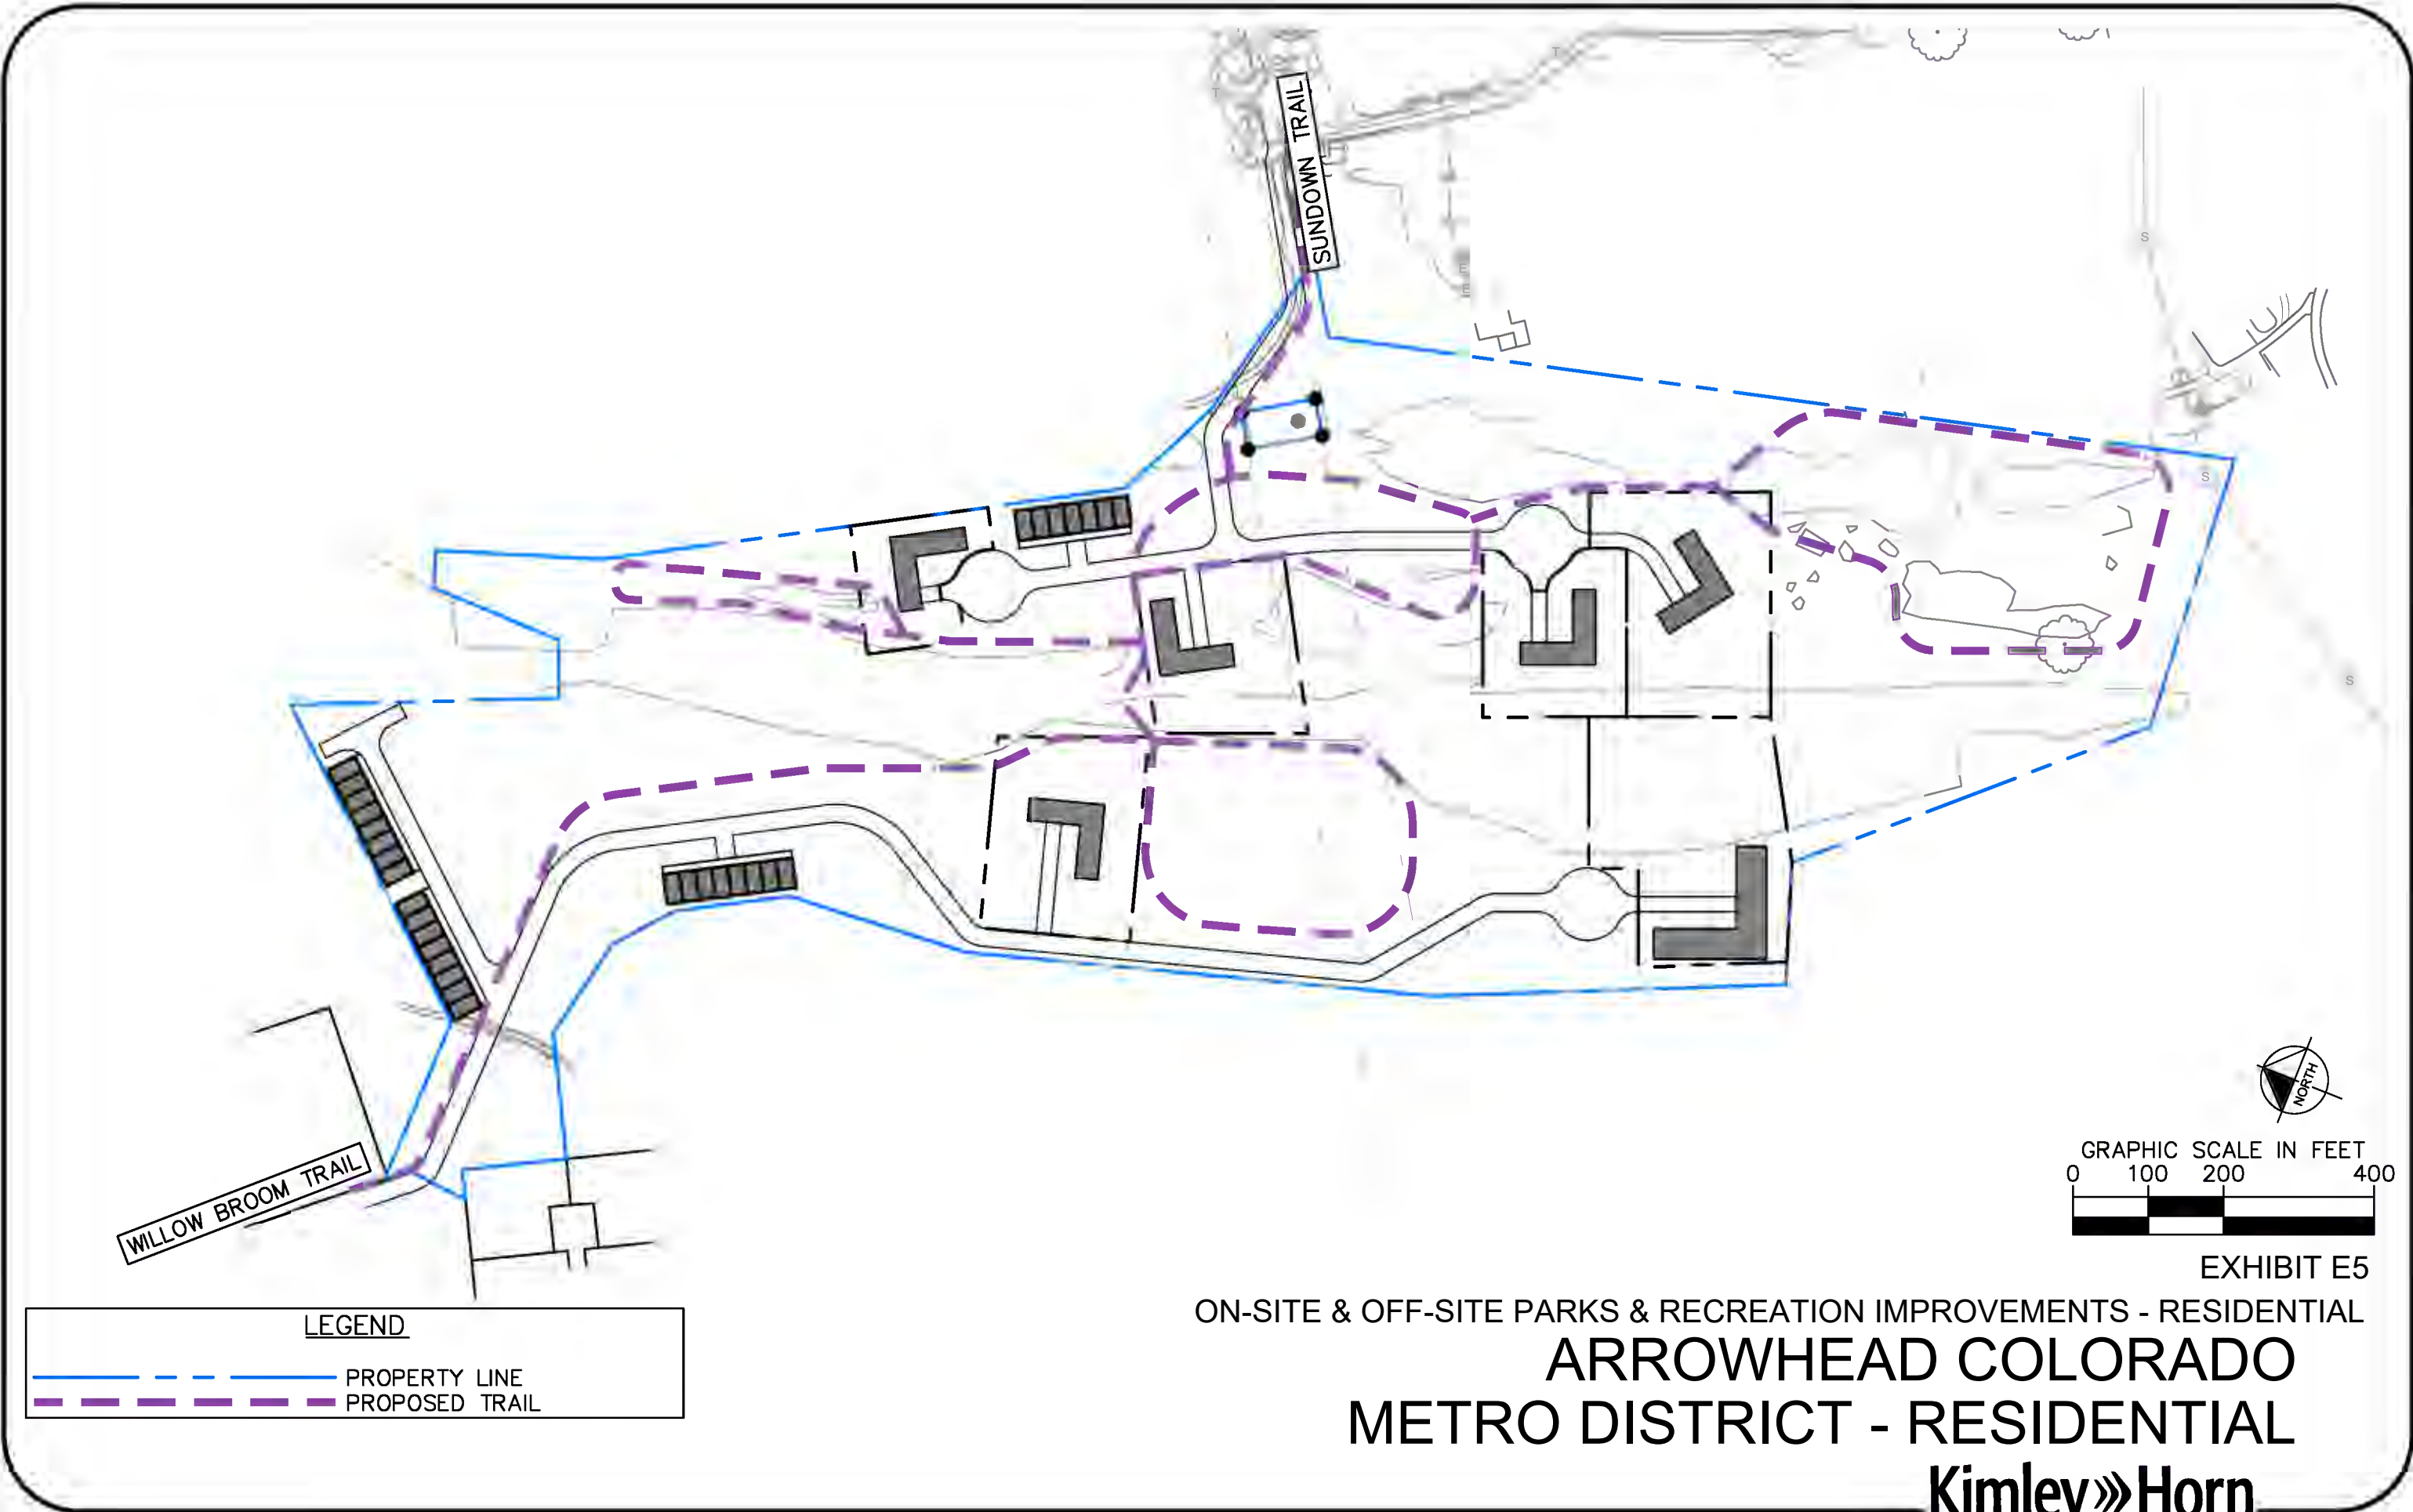 T
T
SUNDOWN TRAIL
S
E
E
S
S
WILLOW BROOM TRAIL
NORTH
GRAPHIC SCALE IN FEET
0 100 200 400
EXHIBIT E5
ON-SITE & OFF-SITE PARKS & RECREATION IMPROVEMENTS - RESIDENTIAL
ARROWHEAD COLORADO
METRO DISTRICT - RESIDENTIAL
Kimley»Horn
LEGEND
PROPERTY LINE
PROPOSED TRAIL